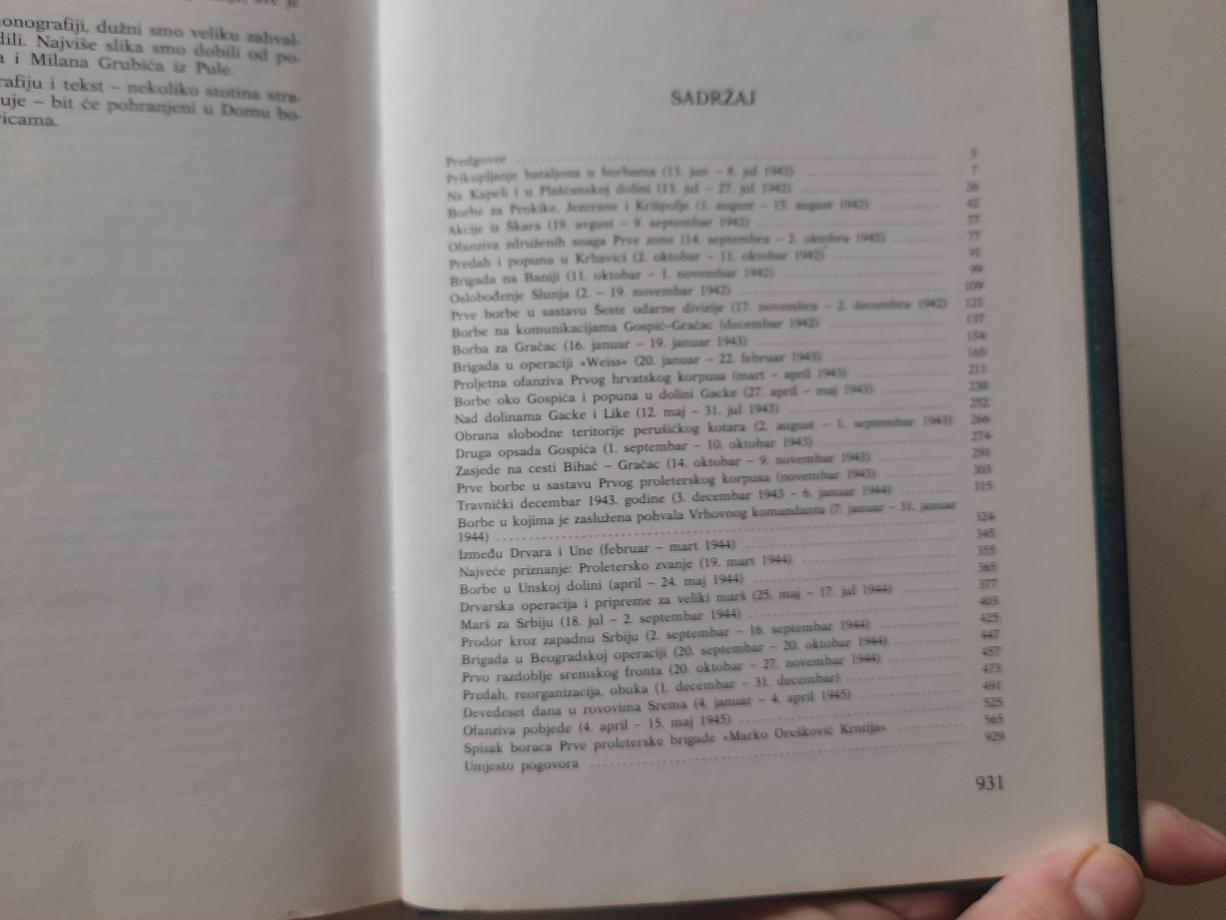 onografiji, dužni smo veliku zahval-
dili. Najviše slika smo dobili od po-
a i Milana Grubića iz Pule.
rafiju i tekst – nekoliko stotina stra-
uje – bit će pohranjeni u Domu bo-
ricama.
SADRŽAJ
Predgovor 5
Prikupljanje bataljona u borbama (13. jun – 8. jul 1942) 7
Na Kapeli i u Plaščanskoj dolini (13. jul – 27. jul 1942) 26
Borbe za Prokike, Jezerane i Križpolje (1. august – 15. august 1942) 42
Akcije iz Škara (19. avgust – 9. septembar 1942) 57
Ofanziva združenih snaga Prve zone (14. septembra – 2. oktobra 1942) 77
Predah i popuna u Krbavici (2. oktobar – 11. oktobar 1942) 91
Brigada na Baniji (11. oktobar – 1. novembar 1942) 99
Oslobođenje Slunja (2. – 19. novembar 1942) 109
Prve borbe u sastavu Šeste udarne divizije (17. novembra – 2. decembra 1942) 121
Borbe na komunikacijama Gospić–Gračac (decembar 1942) 137
Borba za Gračac (16. januar – 19. januar 1943) 154
Brigada u operaciji »Weiss« (20. januar – 22. februar 1943) 165
Proljetna ofanziva Prvog hrvatskog korpusa (mart – april 1943) 211
Borbe oko Gospića i popuna u dolini Gacke (27. april – maj 1943) 230
Nad dolinama Gacke i Like (12. maj – 31. jul 1943) 252
Obrana slobodne teritorije perušićkog kotara (2. august – 1. septembar 1943) 266
Druga opsada Gospića (1. septembar – 10. oktobar 1943) 274
Zasjede na cesti Bihać – Gračac (14. oktobar – 9. novembar 1943) 291
Prve borbe u sastavu Prvog proleterskog korpusa (novembar 1943) 303
Travnički decembar 1943. godine (3. decembar 1943 – 6. januar 1944) 315
Borbe u kojima je zaslužena pohvala Vrhovnog komandanta (7. januar – 31. januar
1944) 324
Između Drvara i Une (februar – mart 1944) 345
Najveće priznanje: Proletersko zvanje (19. mart 1944) 355
Borbe u Unskoj dolini (april – 24. maj 1944) 365
Drvarska operacija i pripreme za veliki marš (25. maj – 17. jul 1944) 377
Marš za Srbiju (18. jul – 2. septembar 1944) 403
Prodor kroz zapadnu Srbiju (2. septembar – 16. septembar 1944) 425
Brigada u Beogradskoj operaciji (20. septembar – 20. oktobar 1944) 447
Prvo razdoblje sremskog fronta (20. oktobar – 27. novembar 1944) 457
Predah, reorganizacija, obuka (1. decembar – 31. decembar) 473
Devedeset dana u rovovima Srema (4. januar – 4. april 1945) 491
Ofanziva pobjede (4. april – 15. maj 1945) 525
Spisak boraca Prve proleterske brigade »Marko Orešković Krntija« 565
Umjesto pogovora 929
931